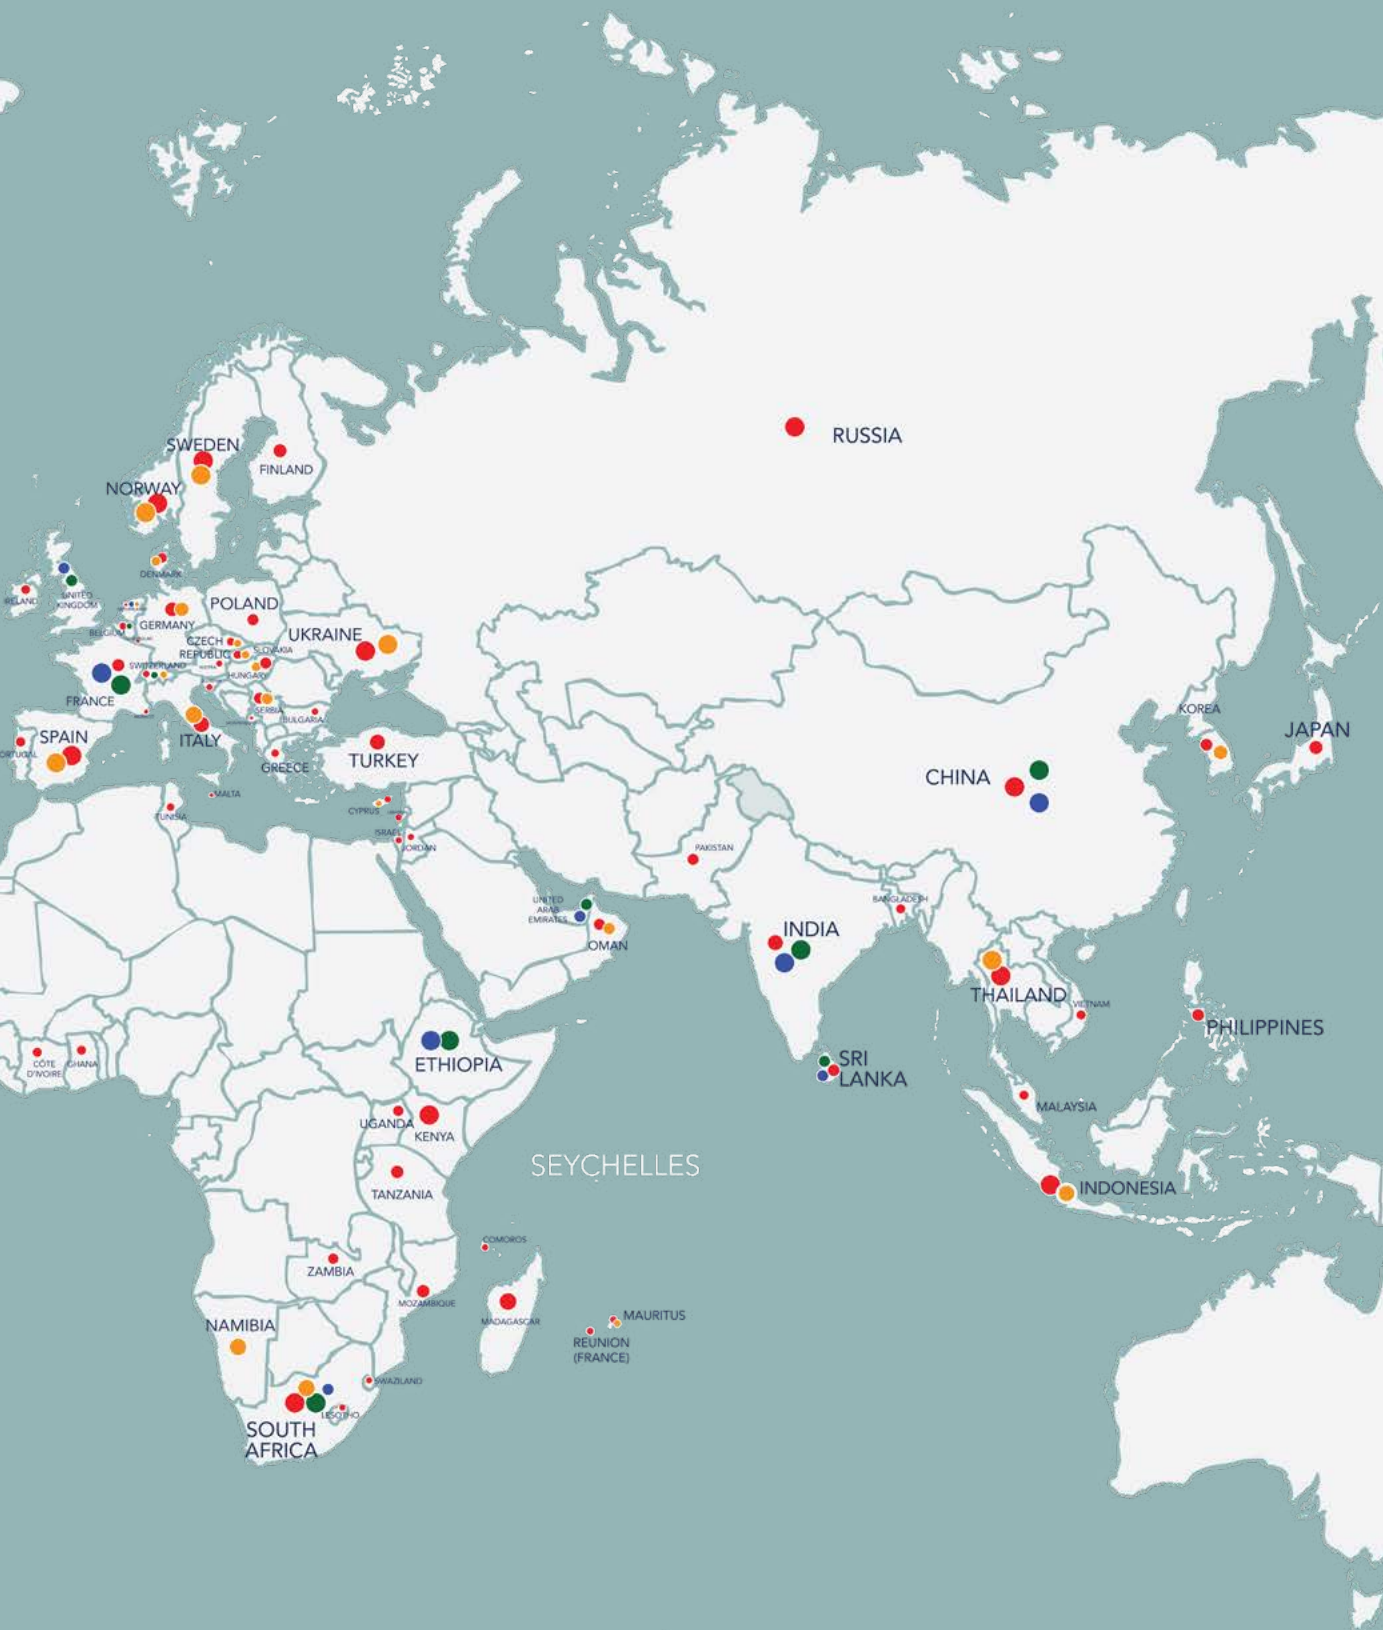 RUSSIA
SWEDEN
FINLAND
NORWAY
DENMARK
IRELAND
UNITED
KINGDOM
POLAND
BELGIUM
GERMANY
UKRAINE
CZECH
REPUBLIC
SLOVAKIA
SWITZERLAND
HUNGARY
FRANCE
SERBIA
BULGARIA
SPAIN
ORTUGAL
ITALY
GREECE
TURKEY
KOREA
JAPAN
CHINA
MALTA
TUNISIA
CYPRUS
ISRAEL
JORDAN
PAKISTAN
UNITED
ARAB
EMIRATES
OMAN
BANGLADESH
INDIA
THAILAND
VIETNAM
PHILIPPINES
CÔTE
D'IVOIRE
GHANA
ETHIOPIA
SRI
LANKA
UGANDA
KENYA
MALAYSIA
SEYCHELLES
TANZANIA
INDONESIA
COMOROS
ZAMBIA
MOZAMBIQUE
MADAGASCAR
MAURITUS
NAMIBIA
REUNION
(FRANCE)
SWAZILAND
LESOTHO
SOUTH
AFRICA